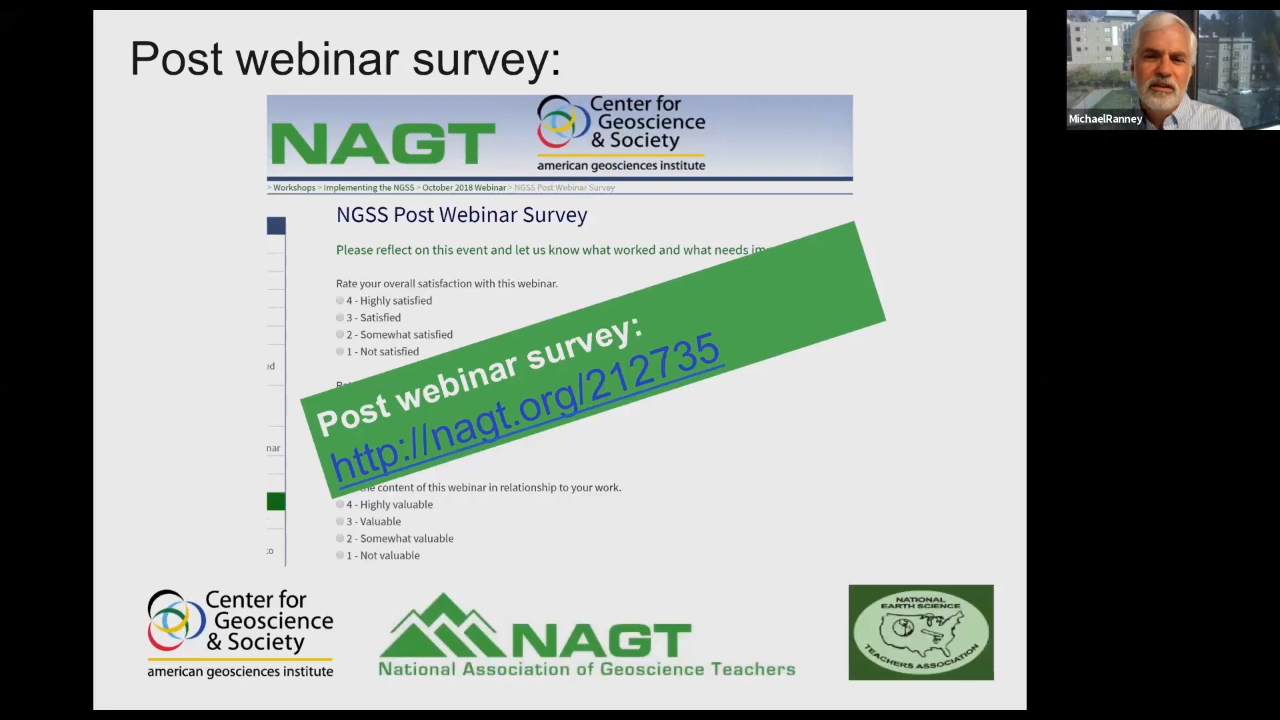 Post webinar survey:
MichaelRanney
NAGT
Center for
Geoscience
& Society
american geosciences institute
> Workshops > Implementing the NGSS > October 2018 Webinar > NGSS Post Webinar Survey
NGSS Post Webinar Survey
Please reflect on this event and let us know what worked and what needs
Rate your overall satisfaction with this webinar.
4 - Highly satisfied
3 - Satisfied
2 - Somewhat satisfied
1 - Not satisfied
Post webinar survey:
http://nagt.org/212735
the content of this webinar in relationship to your work.
4 - Highly valuable
3 - Valuable
2 - Somewhat valuable
1 - Not valuable
ed
nar
to
Center for
Geoscience
& Society
american geosciences institute
NAGT
National Association of Geoscience Teachers
NATIONAL
EARTH SCIENCE
TEACHERS ASSOCIATION